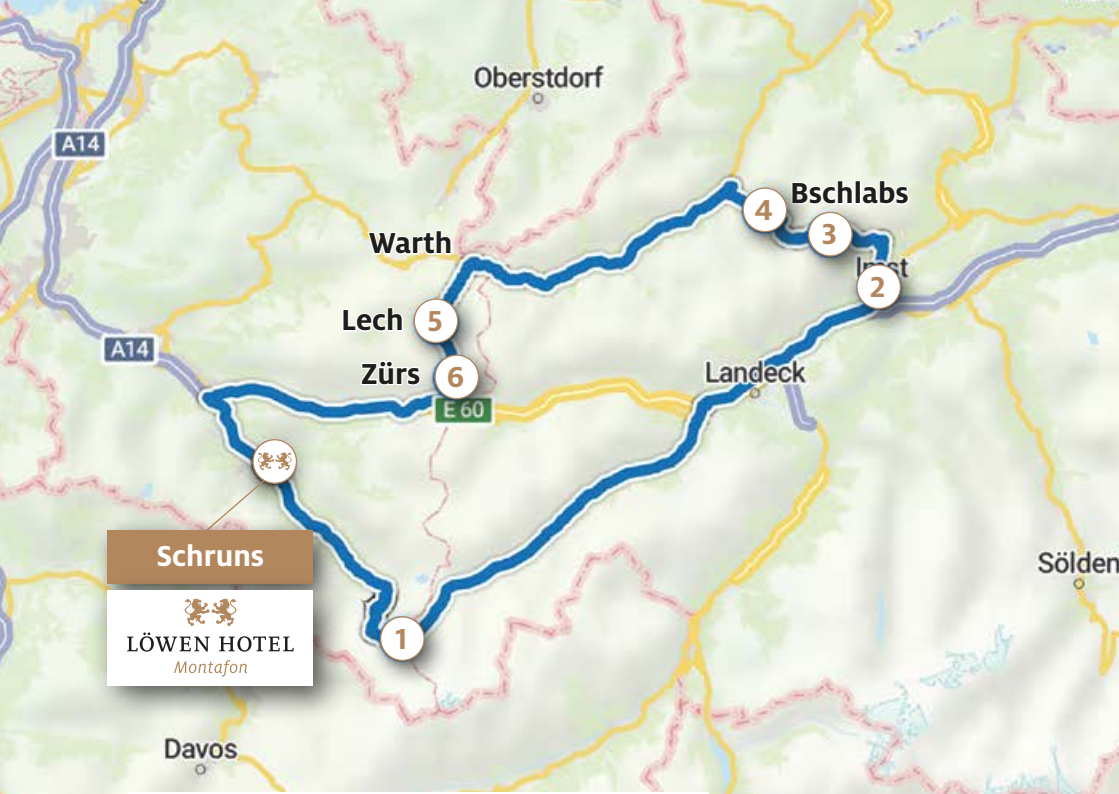 Oberstdorf
A14
Bschlabs
4
3
Warth
Imst
2
Lech
5
A14
Zürs
6
Landeck
E 60
Schruns
Sölden
LÖWEN HOTEL
Montafon
1
Davos